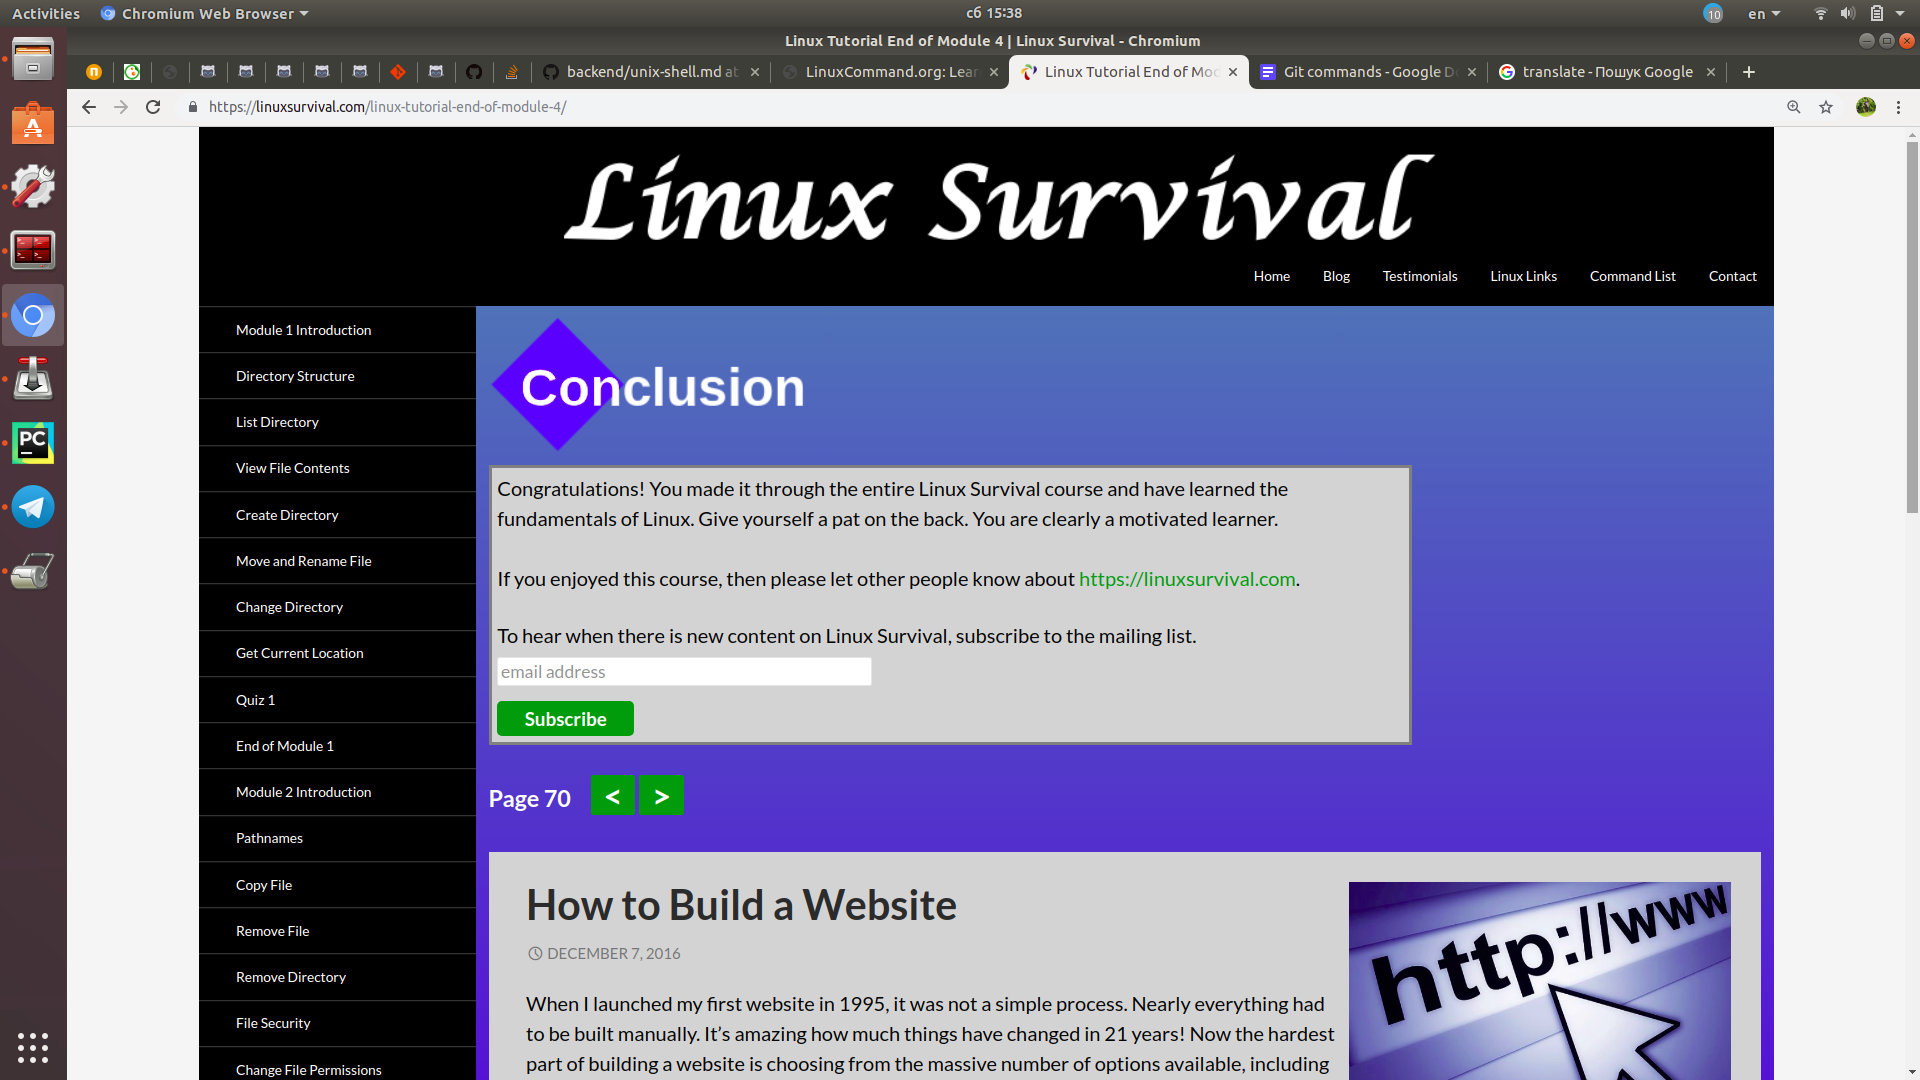 Activities
Chromium Web Browser
сб 15:38
10
en
Linux Tutorial End of Module 4 | Linux Survival - Chromium
backend/unix-shell.md at
LinuxCommand.org: Lear
Linux Tutorial End of Mo
Git commands - Google D
translate - Пошук Google
https://linuxsurvival.com/linux-tutorial-end-of-module-4/
Linux Survival
Home
Blog
Testimonials
Linux Links
Command List
Contact
Module 1 Introduction
Directory Structure
List Directory
View File Contents
Create Directory
Move and Rename File
Change Directory
Get Current Location
Quiz 1
End of Module 1
Module 2 Introduction
Pathnames
Copy File
Remove File
Remove Directory
File Security
Change File Permissions
Conclusion
Congratulations! You made it through the entire Linux Survival course and have learned the
fundamentals of Linux. Give yourself a pat on the back. You are clearly a motivated learner.
If you enjoyed this course, then please let other people know about https://linuxsurvival.com.
To hear when there is new content on Linux Survival, subscribe to the mailing list.
email address
Subscribe
Page 70 < >
How to Build a Website
DECEMBER 7, 2016
When I launched my first website in 1995, it was not a simple process. Nearly everything had
to be built manually. It’s amazing how much things have changed in 21 years! Now the hardest
part of building a website is choosing from the massive number of options available, including
http://www
PC